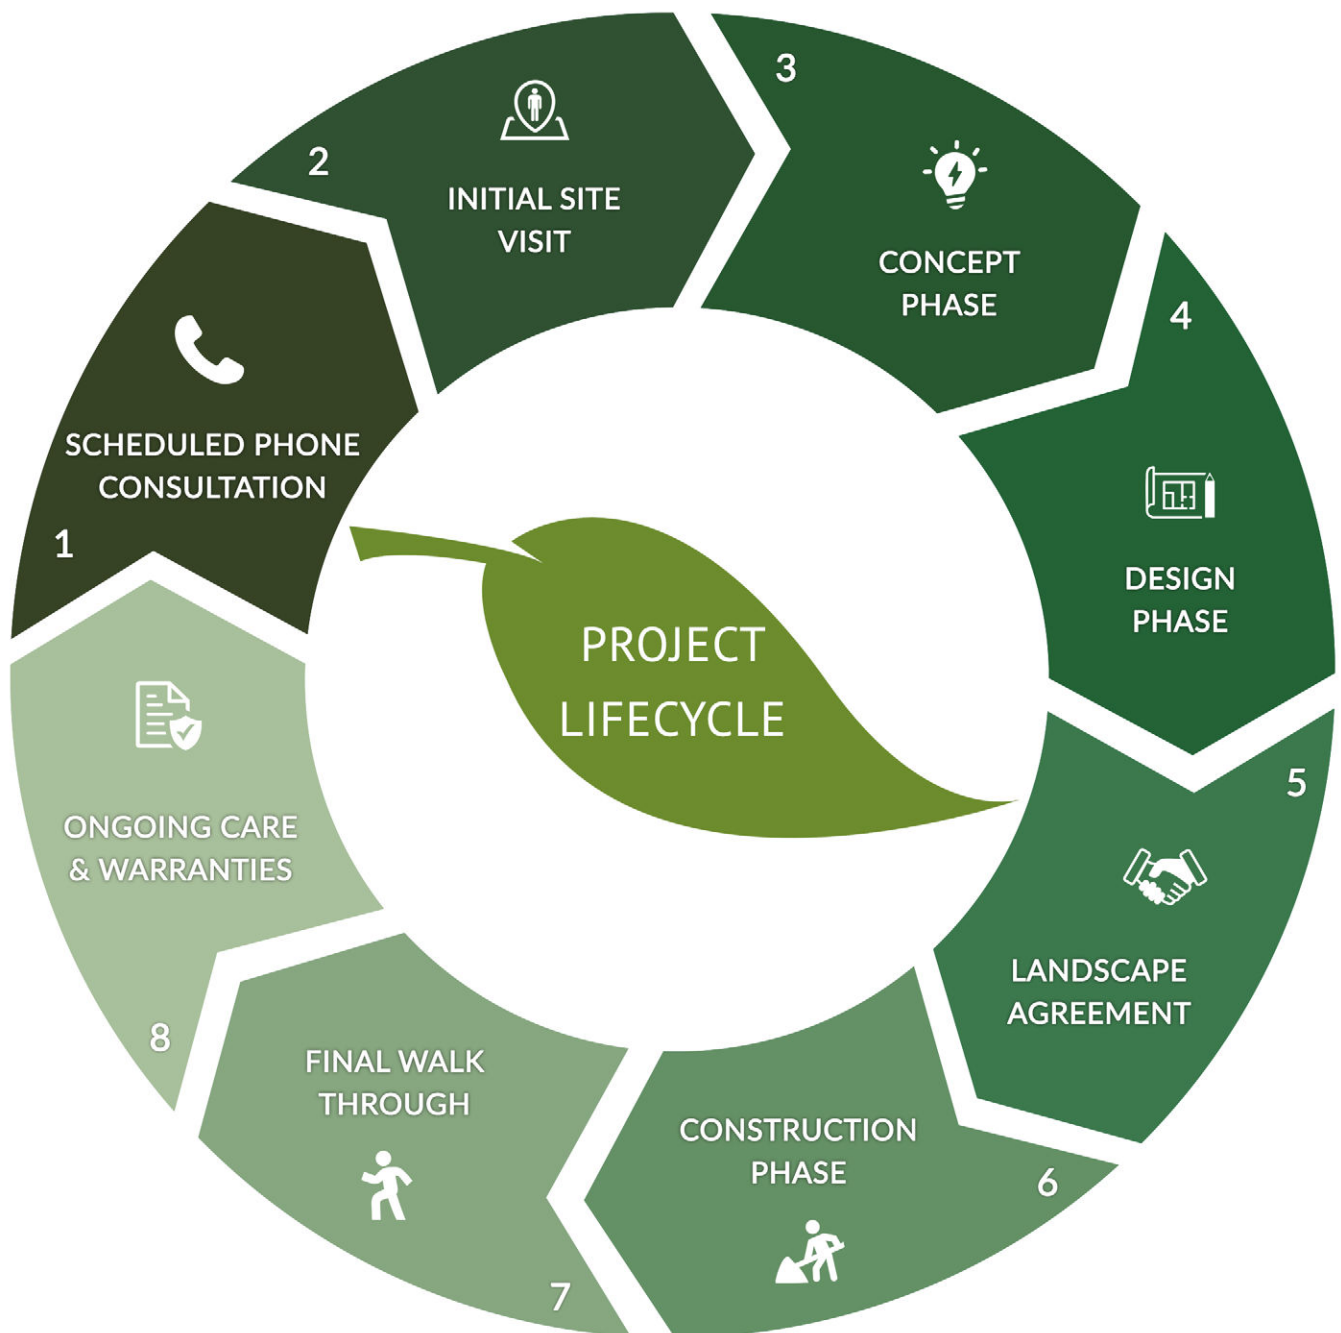 PROJECT
LIFECYCLE
1
SCHEDULED PHONE
CONSULTATION
2
INITIAL SITE
VISIT
3
CONCEPT
PHASE
4
DESIGN
PHASE
5
LANDSCAPE
AGREEMENT
6
CONSTRUCTION
PHASE
7
FINAL WALK
THROUGH
8
ONGOING CARE
& WARRANTIES